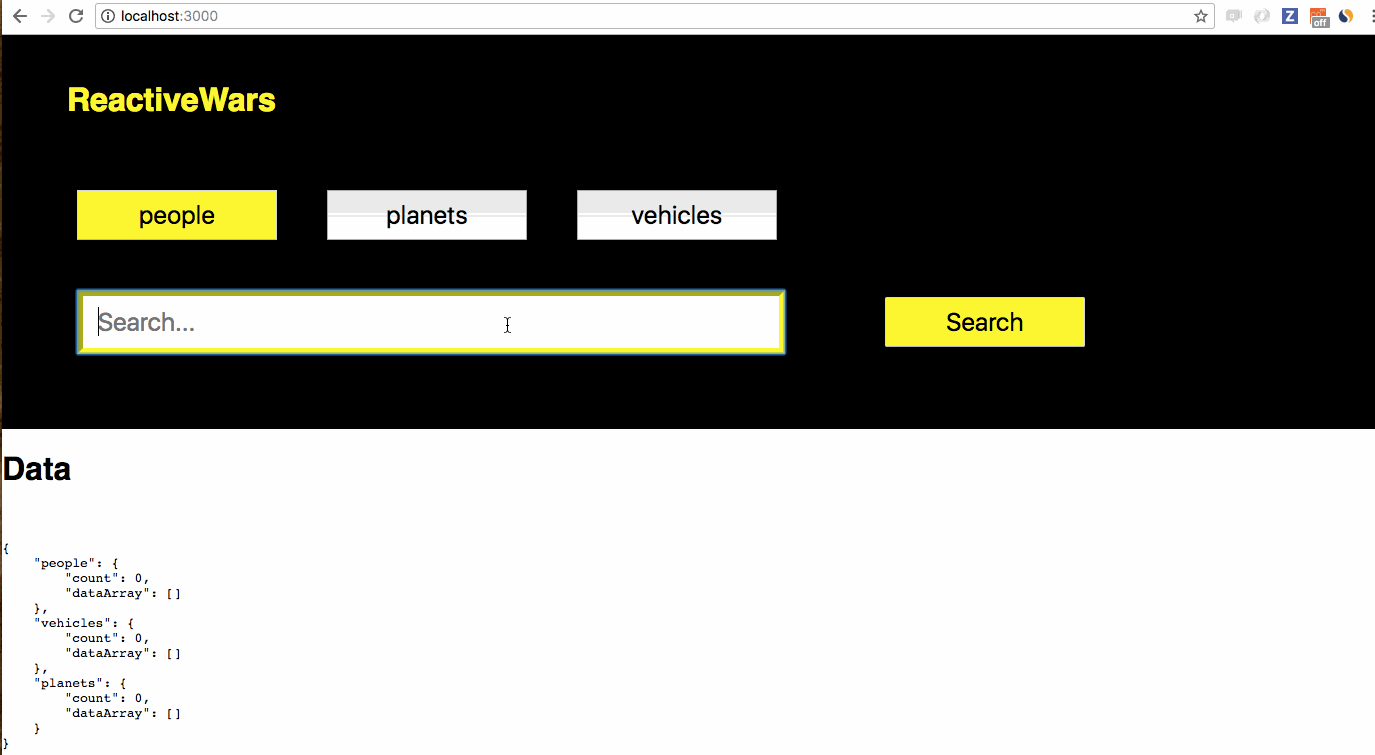 localhost:3000
Z
off
ReactiveWars
people planets vehicles
Search... Search
Data
{
    "people": {
        "count": 0,
        "dataArray": []
    },
    "vehicles": {
        "count": 0,
        "dataArray": []
    },
    "planets": {
        "count": 0,
        "dataArray": []
    }
}